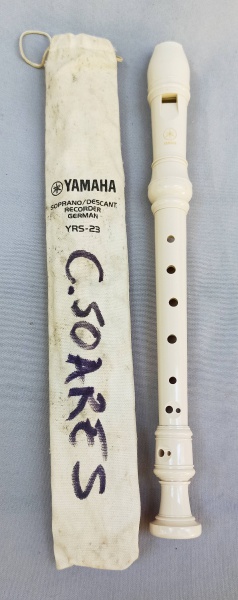 YAMAHA
SOPRANO/DESCANT
RECORDER
GERMAN
YRS-23
C.SOARES